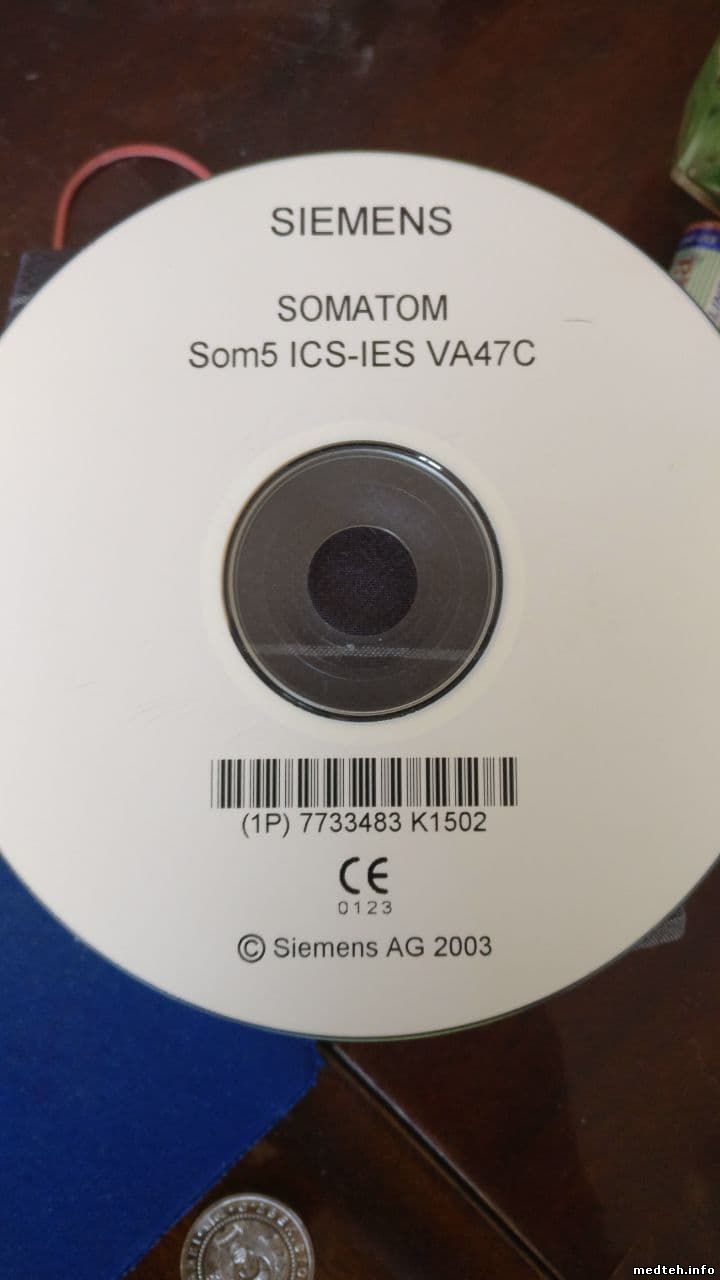 SIEMENS
SOMATOM
Som5 ICS-IES VA47C
(1P) 7733483 K1502
CE
0123
© Siemens AG 2003
medteh.info